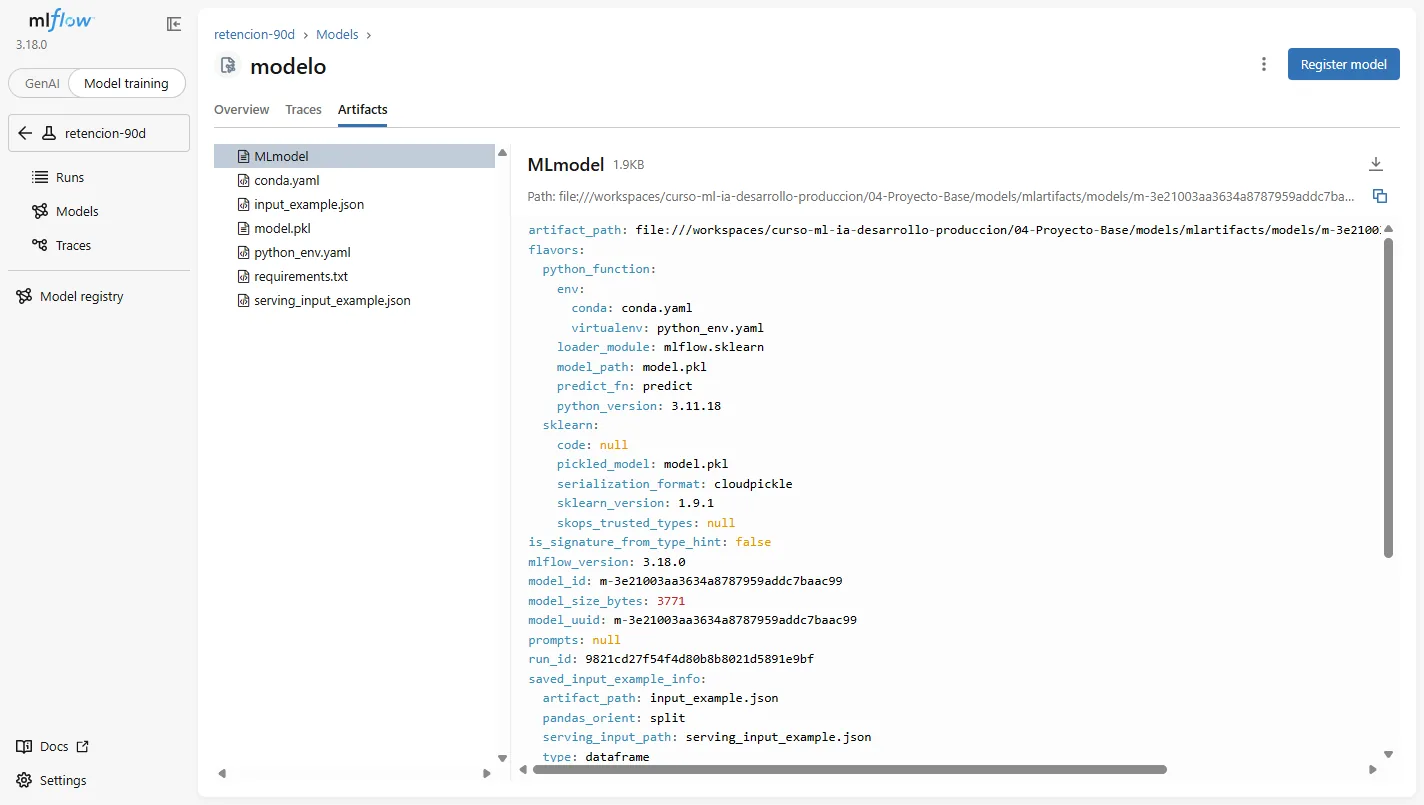 mlflow
3.18.0
GenAI
Model training
retencion-90d
Runs
Models
Traces
Model registry
Docs
Settings
retencion-90d › Models ›
modelo
Register model
Overview
Traces
Artifacts
MLmodel
conda.yaml
input_example.json
model.pkl
python_env.yaml
requirements.txt
serving_input_example.json
MLmodel 1.9KB
Path: file:///workspaces/curso-ml-ia-desarrollo-produccion/04-Proyecto-Base/models/mlartifacts/models/m-3e21003aa3634a8787959addc7ba...
artifact_path: file:///workspaces/curso-ml-ia-desarrollo-produccion/04-Proyecto-Base/models/mlartifacts/models/m-3e21003
flavors:
python_function:
env:
conda: conda.yaml
virtualenv: python_env.yaml
loader_module: mlflow.sklearn
model_path: model.pkl
predict_fn: predict
python_version: 3.11.18
sklearn:
code: null
pickled_model: model.pkl
serialization_format: cloudpickle
sklearn_version: 1.9.1
skops_trusted_types: null
is_signature_from_type_hint: false
mlflow_version: 3.18.0
model_id: m-3e21003aa3634a8787959addc7baac99
model_size_bytes: 3771
model_uuid: m-3e21003aa3634a8787959addc7baac99
prompts: null
run_id: 9821cd27f54f4d80b8b8021d5891e9bf
saved_input_example_info:
artifact_path: input_example.json
pandas_orient: split
serving_input_path: serving_input_example.json
type: dataframe